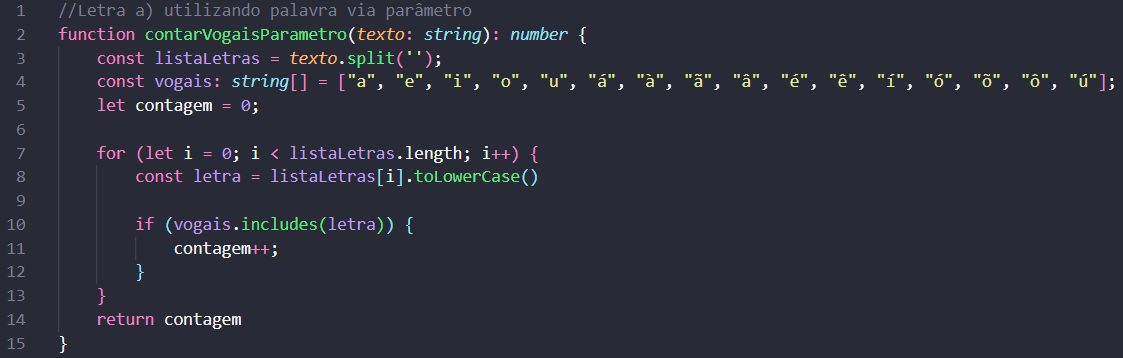 1 //Letra a) utilizando palavra via parâmetro
2 function contarVogaisParametro(texto: string): number {
3     const listaLetras = texto.split('');
4     const vogais: string[] = ["a", "e", "i", "o", "u", "á", "à", "ã", "â", "é", "ê", "í", "ó", "õ", "ô", "ú"];
5     let contagem = 0;
6
7     for (let i = 0; i < listaLetras.length; i++) {
8         const letra = listaLetras[i].toLowerCase()
9
10         if (vogais.includes(letra)) {
11             contagem++;
12         }
13     }
14     return contagem
15 }